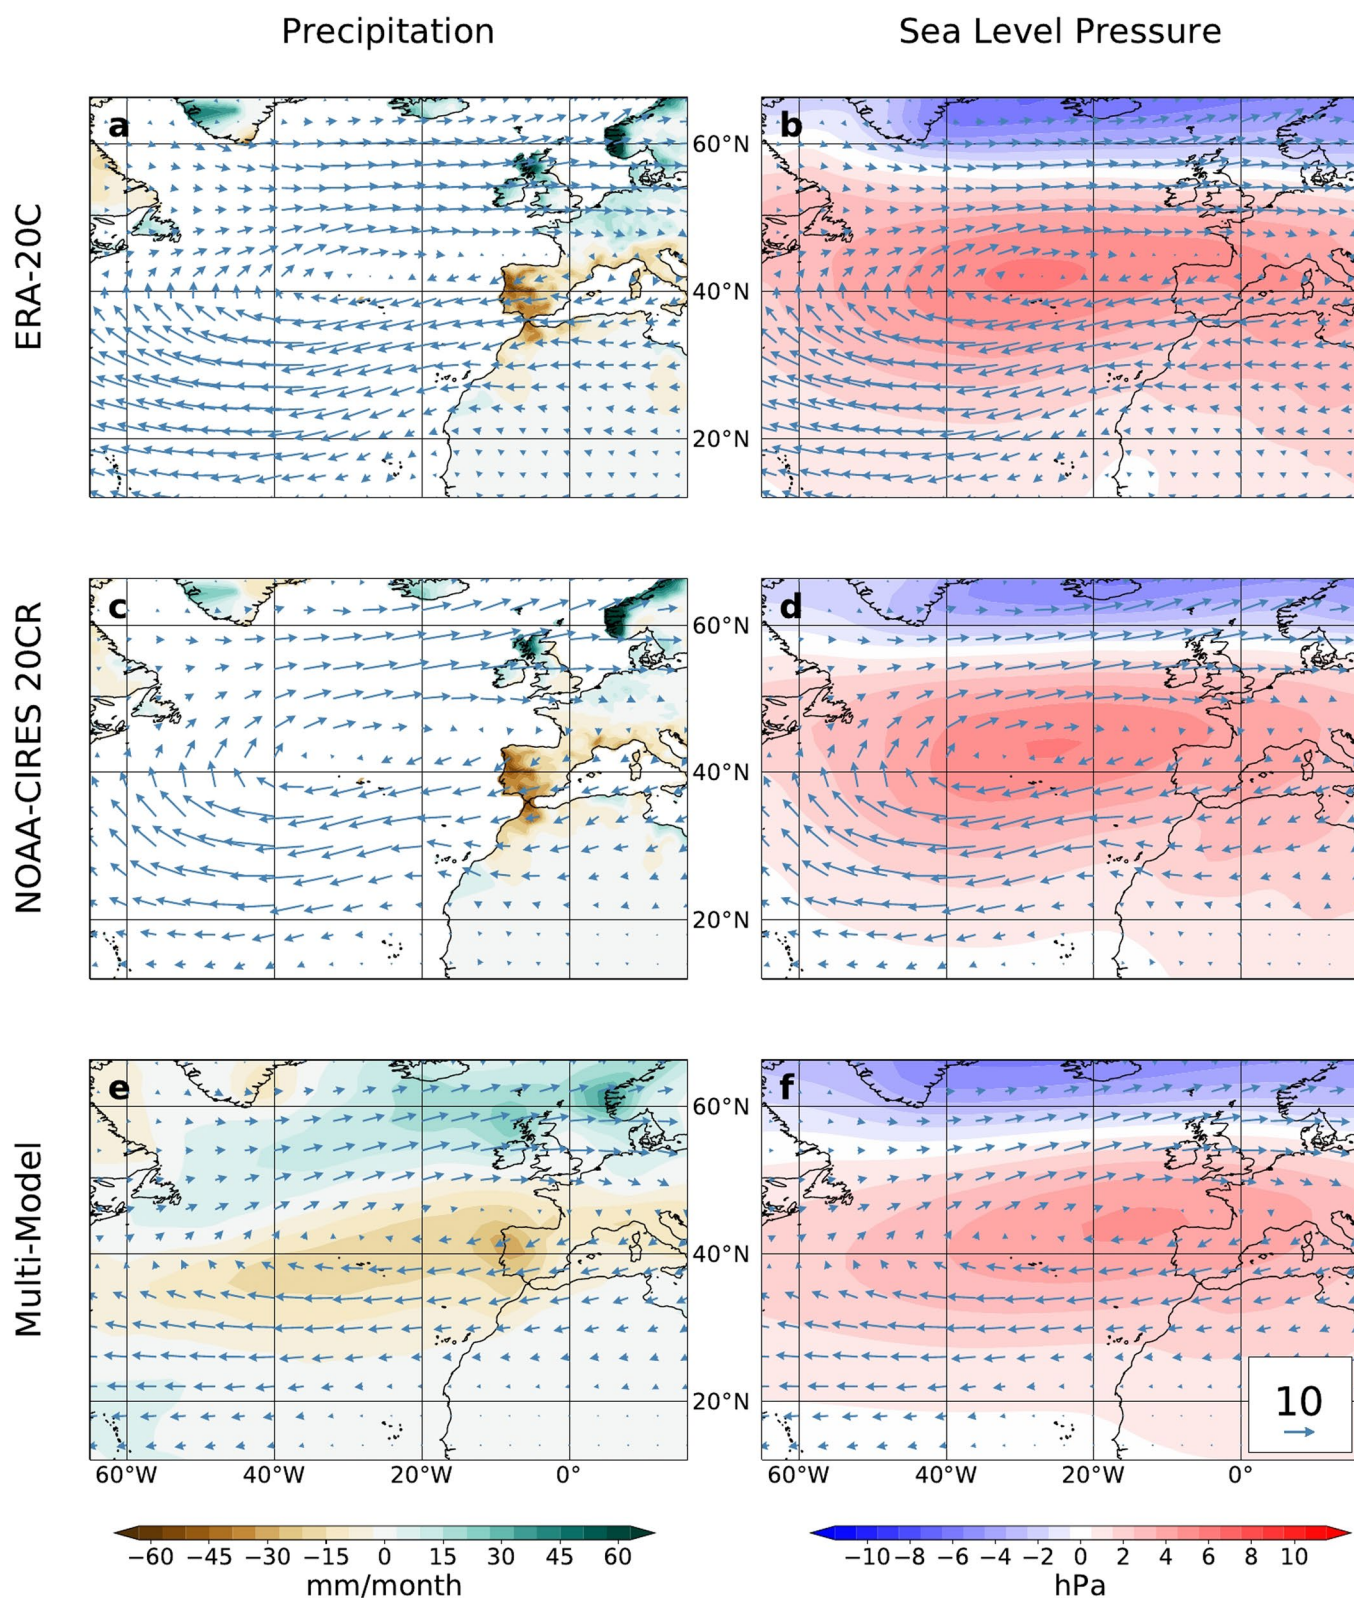 Precipitation Sea Level Pressure
ERA-20C
a b
60°N
40°N
20°N
NOAA-CIRES 20CR
c d
60°N
40°N
20°N
Multi-Model
e f
60°N
40°N
20°N
10
60°W 40°W 20°W 0° 60°W 40°W 20°W 0°
−60 −45 −30 −15 0 15 30 45 60 −10 −8 −6 −4 −2 0 2 4 6 8 10
mm/month hPa